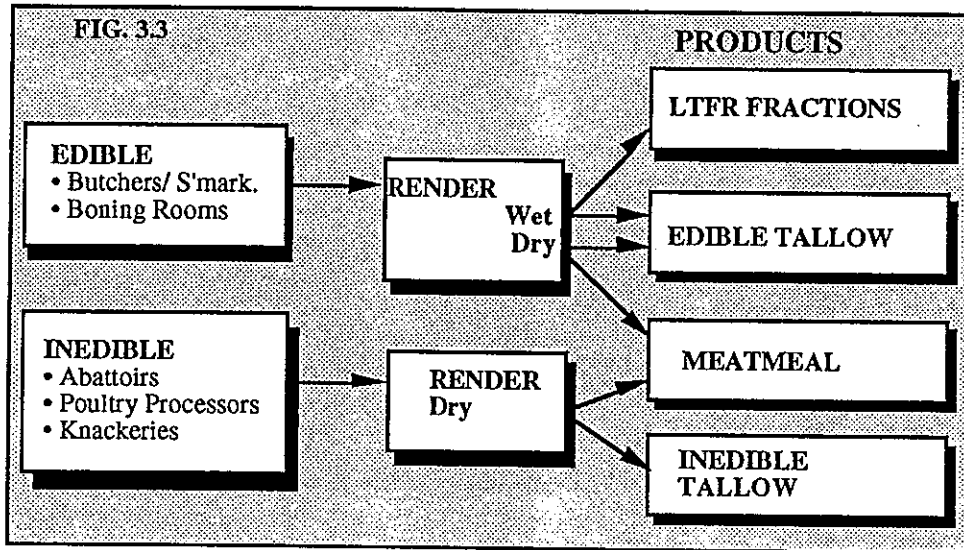 FIG. 3.3
PRODUCTS
EDIBLE
• Butchers/ S'mark.
• Boning Rooms
RENDER
Wet
Dry
LTFR FRACTIONS
EDIBLE TALLOW
INEDIBLE
• Abattoirs
• Poultry Processors
• Knackeries
RENDER
Dry
MEATMEAL
INEDIBLE
TALLOW